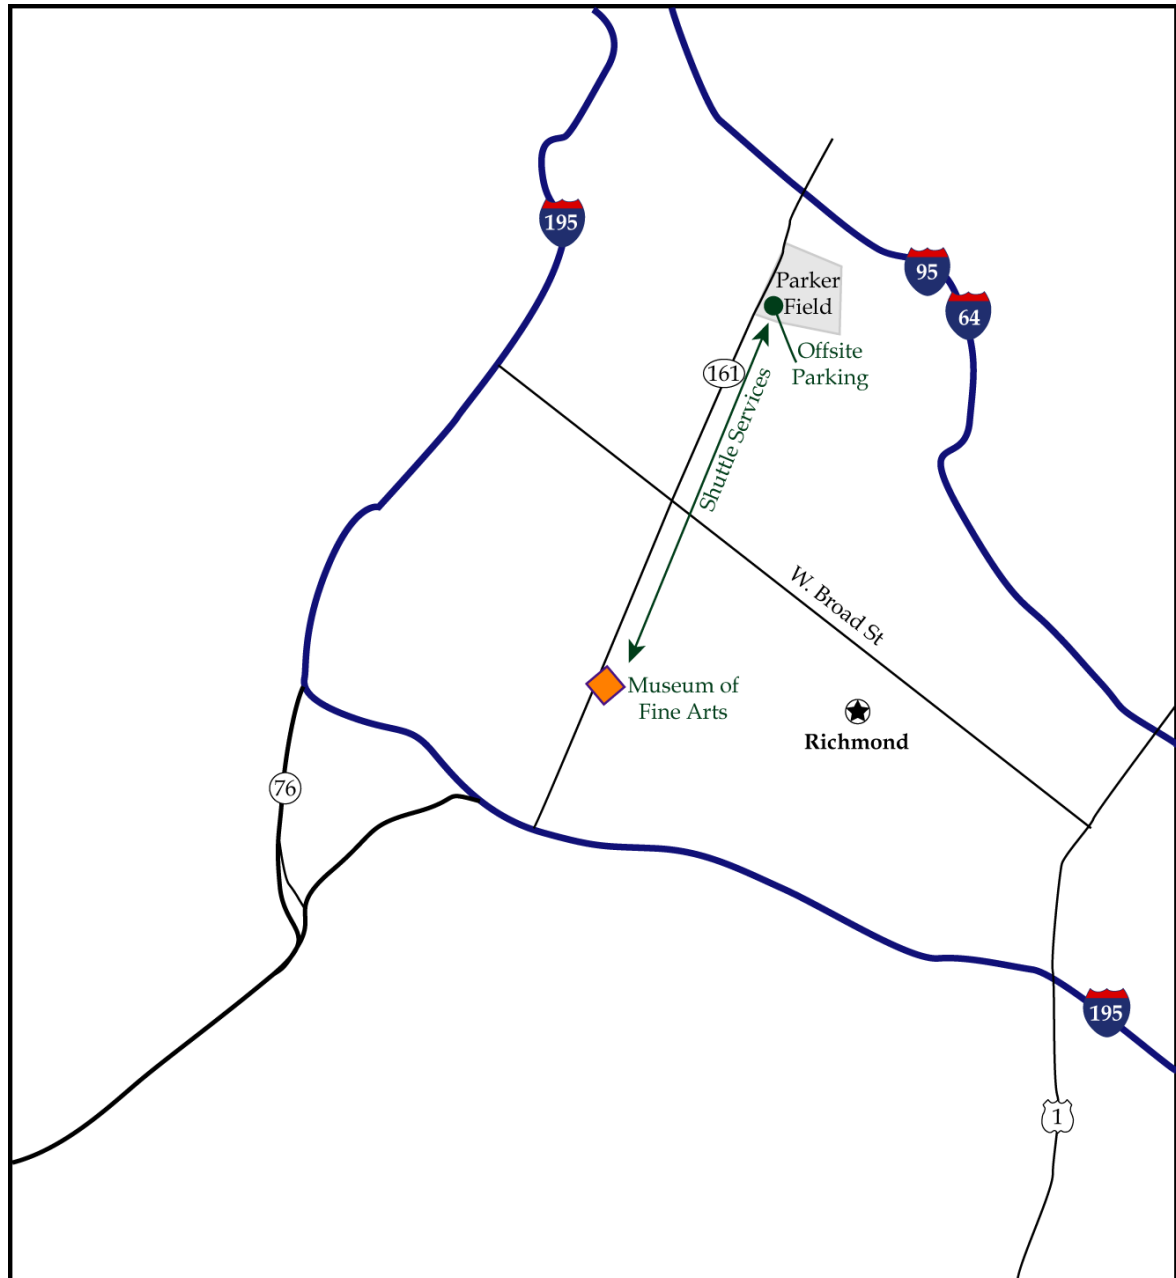 195
95
64
Parker
Field
Offsite
Parking
161
Shuttle Services
W. Broad St
Museum of
Fine Arts
Richmond
76
195
1